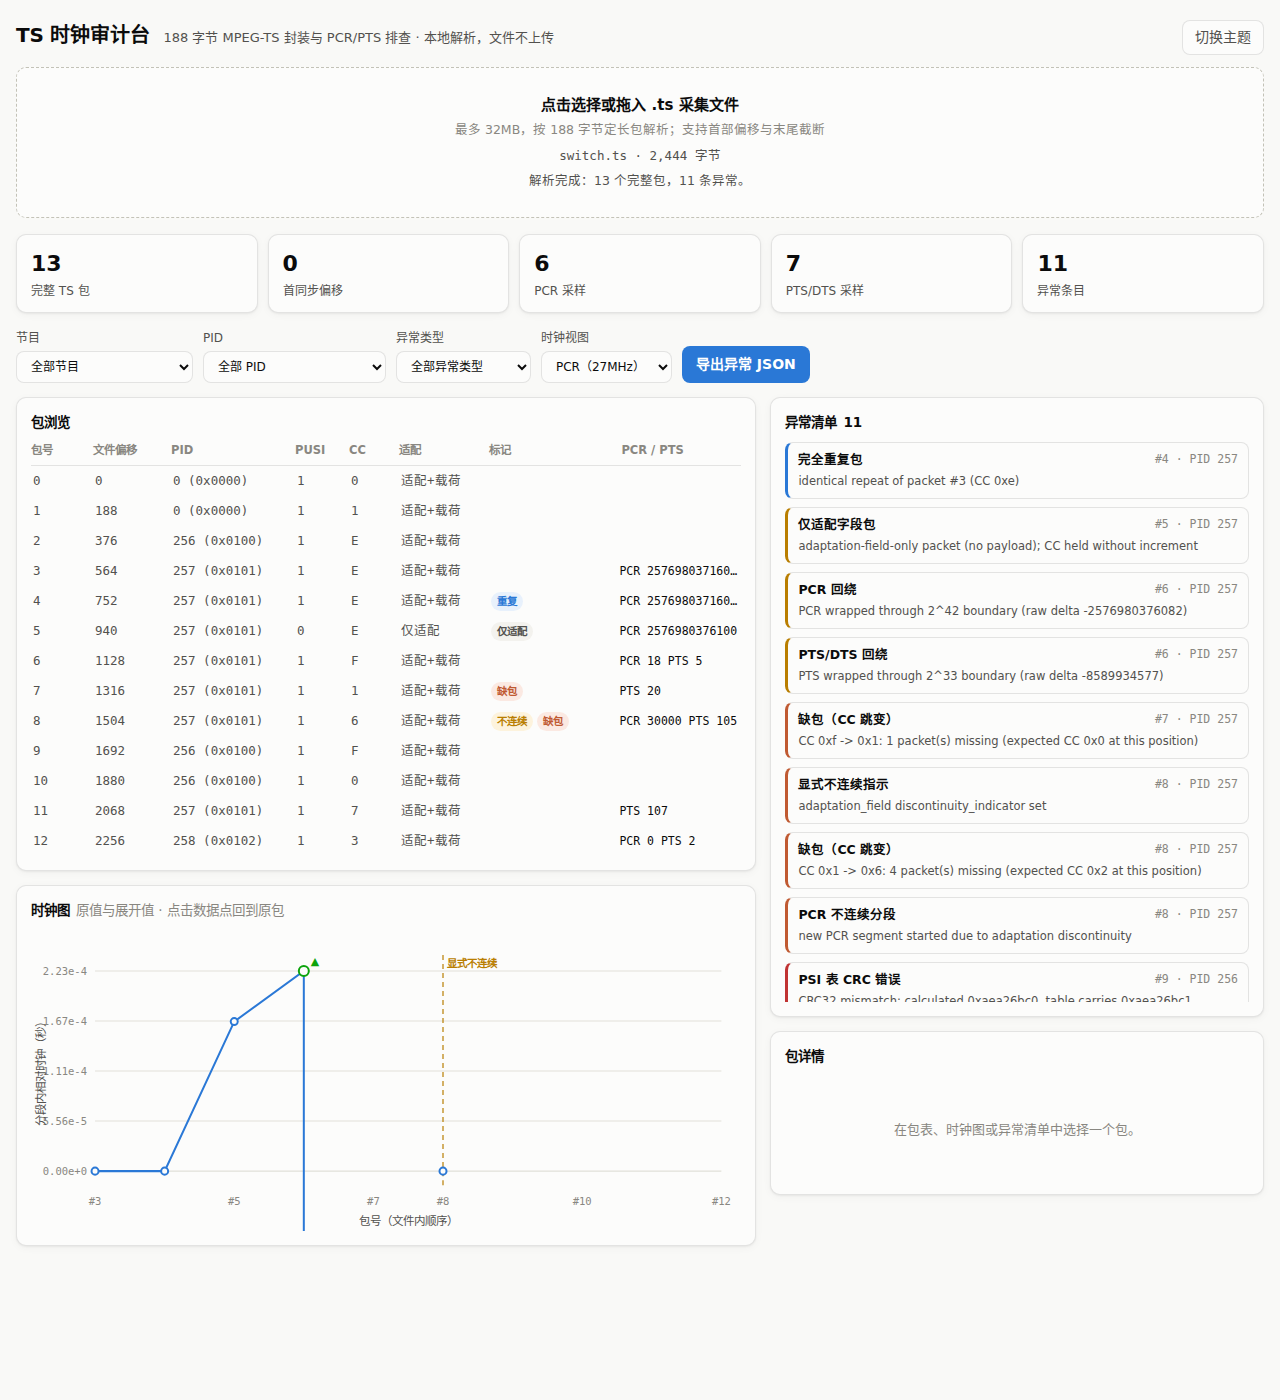 TS 时钟审计台 188 字节 MPEG-TS 封装与 PCR/PTS 排查 · 本地解析，文件不上传 切换主题
点击选择或拖入 .ts 采集文件
最多 32MB，按 188 字节定长包解析；支持首部偏移与末尾截断
switch.ts · 2,444 字节
解析完成：13 个完整包，11 条异常。
13 0 6 7 11
完整 TS 包 首同步偏移 PCR 采样 PTS/DTS 采样 异常条目
节目 PID 异常类型 时钟视图
全部节目 全部 PID 全部异常类型 PCR（27MHz） 导出异常 JSON
包浏览
包号 文件偏移 PID PUSI CC 适配 标记 PCR / PTS
0 0 0 (0x0000) 1 0 适配+载荷
1 188 0 (0x0000) 1 1 适配+载荷
2 376 256 (0x0100) 1 E 适配+载荷
3 564 257 (0x0101) 1 E 适配+载荷 PCR 257698037160…
4 752 257 (0x0101) 1 E 适配+载荷 重复 PCR 257698037160…
5 940 257 (0x0101) 0 E 仅适配 仅适配 PCR 2576980376100
6 1128 257 (0x0101) 1 F 适配+载荷 PCR 18 PTS 5
7 1316 257 (0x0101) 1 1 适配+载荷 缺包 PTS 20
8 1504 257 (0x0101) 1 6 适配+载荷 不连续 缺包 PCR 30000 PTS 105
9 1692 256 (0x0100) 1 F 适配+载荷
10 1880 256 (0x0100) 1 0 适配+载荷
11 2068 257 (0x0101) 1 7 适配+载荷 PTS 107
12 2256 258 (0x0102) 1 3 适配+载荷 PCR 0 PTS 2
时钟图 原值与展开值 · 点击数据点回到原包
显式不连续
2.23e-4
1.67e-4
1.11e-4
5.56e-5
0.00e+0
分段内相对时钟（秒）
#3 #5 #7 #8 #10 #12
包号（文件内顺序）
异常清单 11
完全重复包 #4 · PID 257
identical repeat of packet #3 (CC 0xe)
仅适配字段包 #5 · PID 257
adaptation-field-only packet (no payload); CC held without increment
PCR 回绕 #6 · PID 257
PCR wrapped through 2^42 boundary (raw delta -2576980376082)
PTS/DTS 回绕 #6 · PID 257
PTS wrapped through 2^33 boundary (raw delta -8589934577)
缺包（CC 跳变） #7 · PID 257
CC 0xf -> 0x1: 1 packet(s) missing (expected CC 0x0 at this position)
显式不连续指示 #8 · PID 257
adaptation_field discontinuity_indicator set
缺包（CC 跳变） #8 · PID 257
CC 0x1 -> 0x6: 4 packet(s) missing (expected CC 0x2 at this position)
PCR 不连续分段 #8 · PID 257
new PCR segment started due to adaptation discontinuity
PSI 表 CRC 错误 #9 · PID 256
CRC32 mismatch: calculated 0xaea26bc0, table carries 0xaea26bc1
包详情
在包表、时钟图或异常清单中选择一个包。